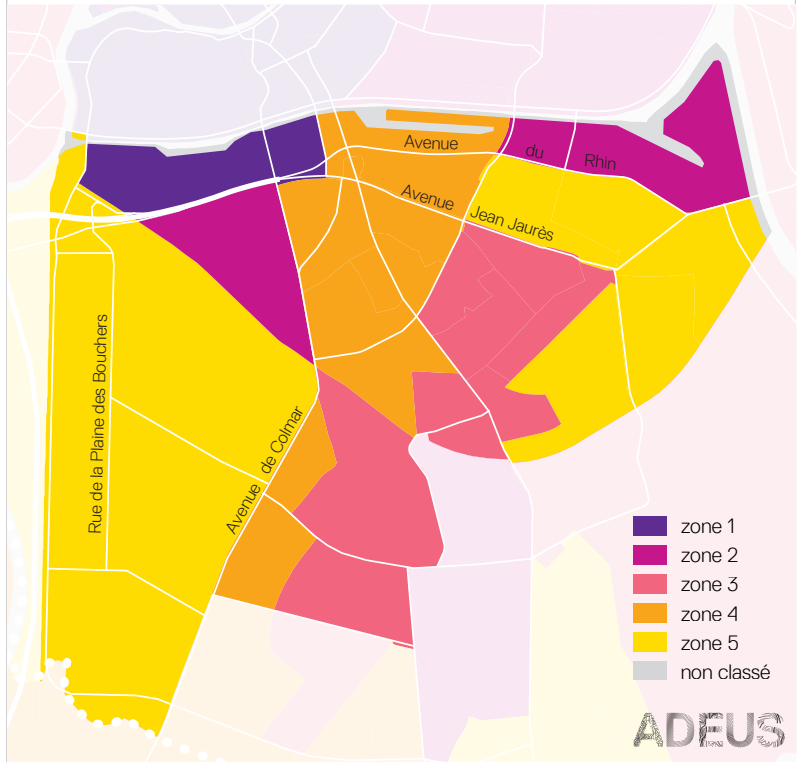 Avenue
du
Rhin
Avenue
Jean Jaurès
Rue de la Plaine des Bouchers
Avenue
de Colmar
zone 1
zone 2
zone 3
zone 4
zone 5
non classé
ADEUS